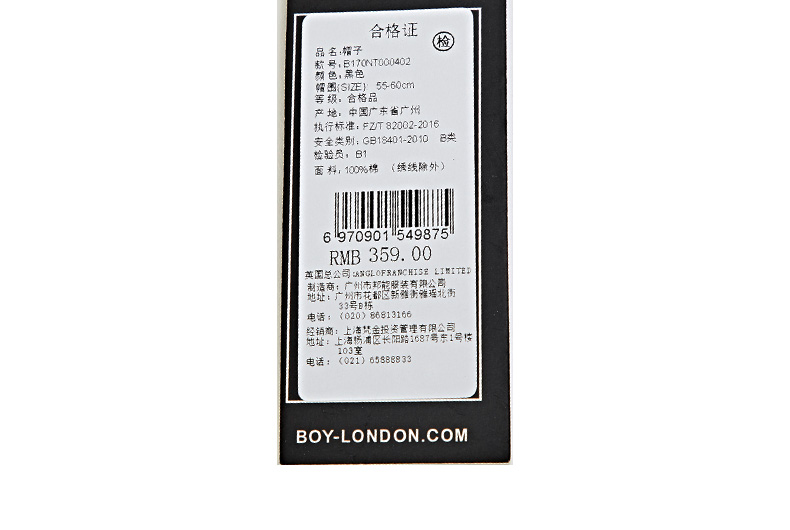 合格证
检
品 名:帽子
款 号:B170NT000402
颜 色:黑色
帽围(SIZE) 55-60cm
等 级:合格品
产 地:中国广东省广州
执行标准:FZ/T 82002-2016
安全类别:GB18401-2010 B类
检验员:B1
面 料:100%棉 (绣线除外)
6 970901 549875
RMB 359.00
英国总公司:ANGLOFRANCHISE LIMITED
制造商:广州市邦能服装有限公司
地址:广州市花都区新雅街雅瑶北街
33号B栋
电话:(020)86813166
经销商:上海梵金投资管理有限公司
地址:上海杨浦区长阳路1687号东1号楼
103室
电话:(021)65888833
BOY-LONDON.COM